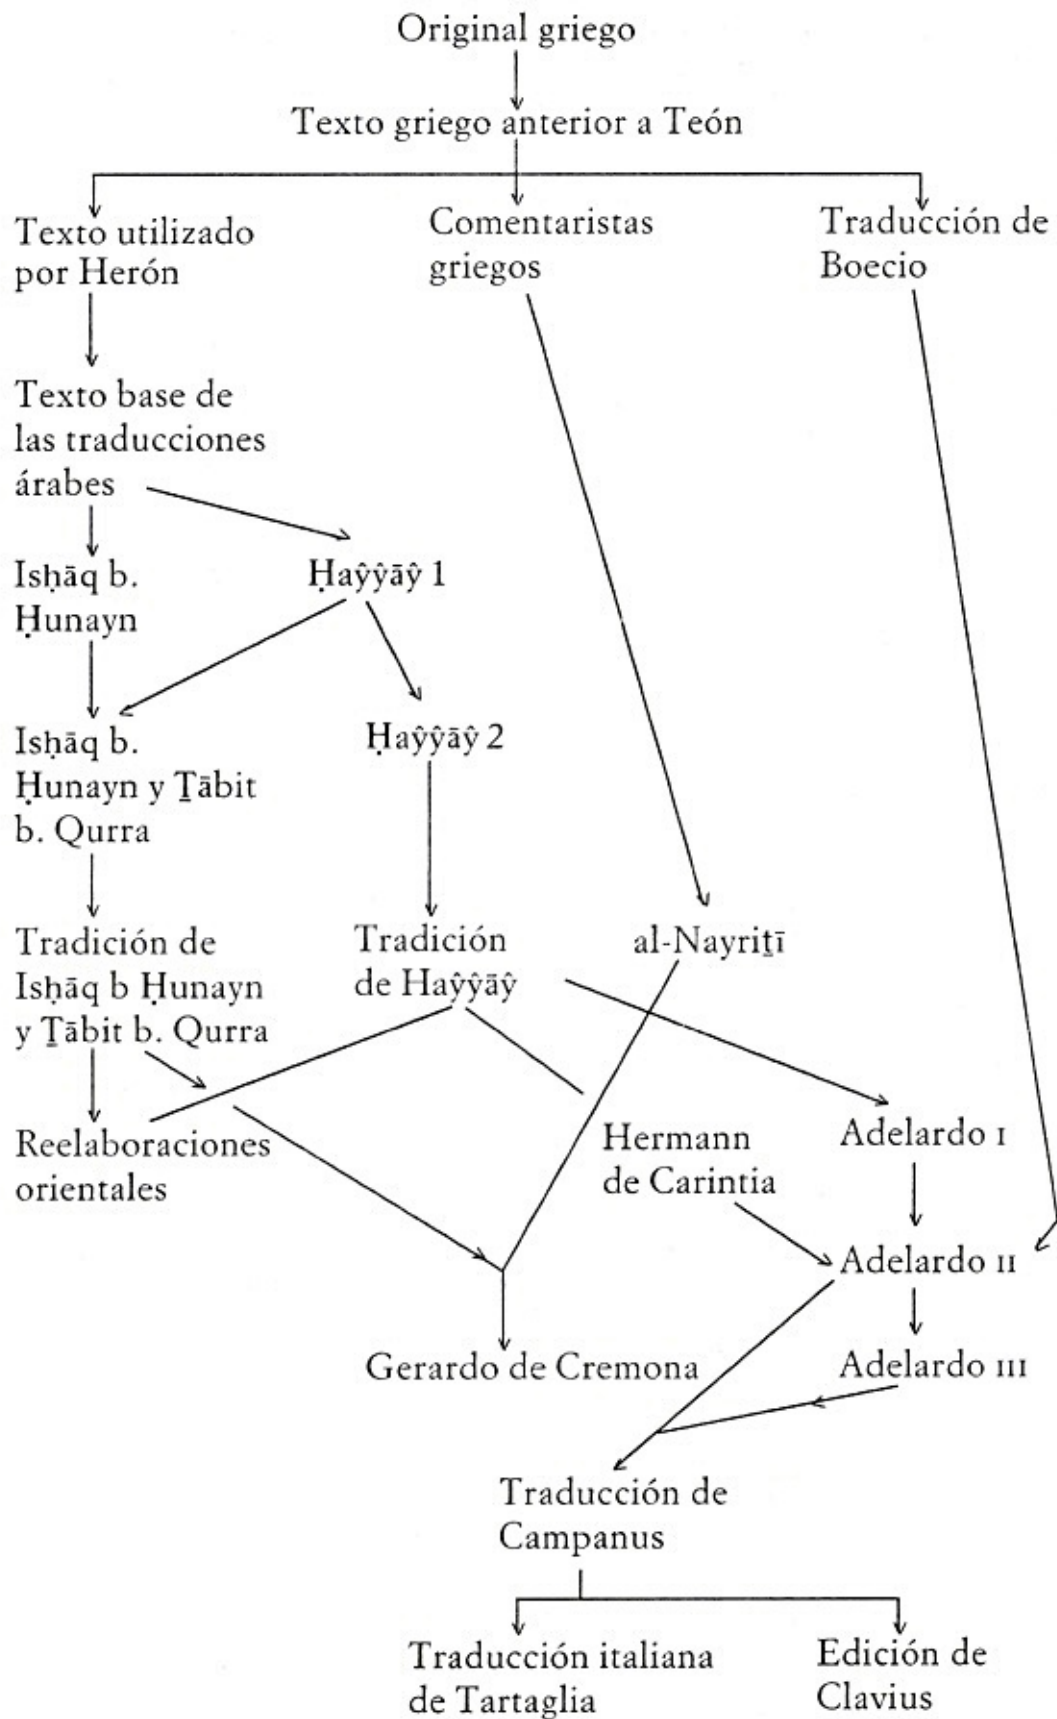 Original griego
Texto griego anterior a Teón
Texto utilizado
por Herón
Comentaristas
griegos
Traducción de
Boecio
Texto base de
las traducciones
árabes
Isḥāq b.
Ḥunayn
Ḥaŷŷāŷ 1
Isḥāq b.
Ḥunayn y Ṯābit
b. Qurra
Ḥaŷŷāŷ 2
Tradición de
Isḥāq b Ḥunayn
y Ṯābit b. Qurra
Tradición
de Haŷŷāŷ
al-Nayriṯī
Reelaboraciones
orientales
Hermann
de Carintia
Adelardo I
Adelardo II
Gerardo de Cremona
Adelardo III
Traducción de
Campanus
Traducción italiana
de Tartaglia
Edición de
Clavius